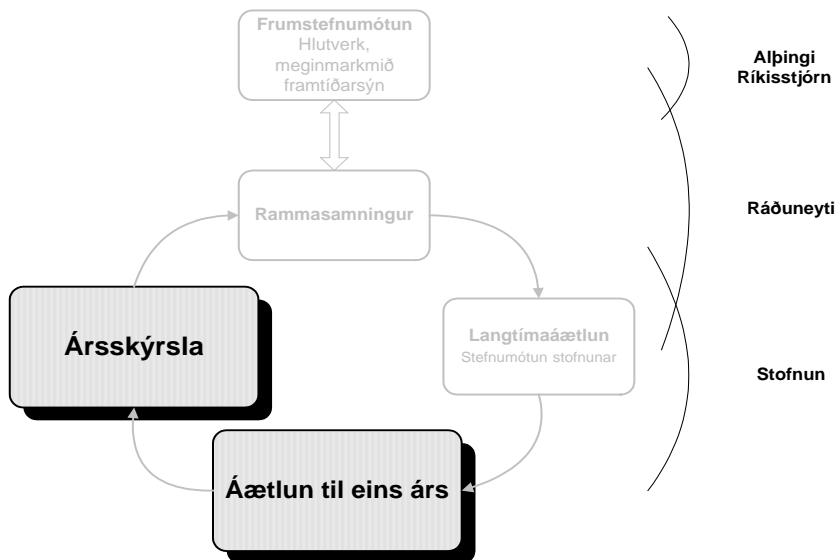 Frumstefnumótun
Hlutverk,
meginmarkmið
framtíðarsýn
Alþingi
Ríkisstjórn
Rammasamningur
Ráðuneyti
Ársskýrsla
Langtímaáætlun
Stefnumótun stofnunar
Stofnun
Áætlun til eins árs